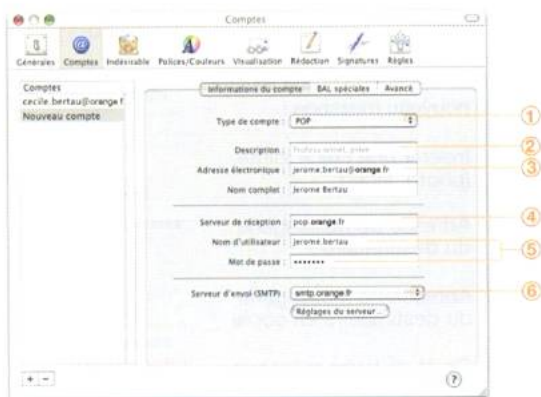 Comptes
Générales Comptes Indésirable Polices/Couleurs Visualisation Rédaction Signatures Règles
Comptes
cecile.bertau@orange.f
Nouveau compte
Informations du compte BAL spéciales Avancé
Type de compte : POP 1
Description : Professionnel, privé 2
Adresse électronique : jerome.bertau@orange.fr 3
Nom complet : Jerome Bertau
Serveur de réception : pop.orange.fr 4
Nom d'utilisateur : jerome.bertau 5
Mot de passe : •••••••
Serveur d'envoi (SMTP) : smtp.orange.fr 6
Réglages du serveur...
+ - ?